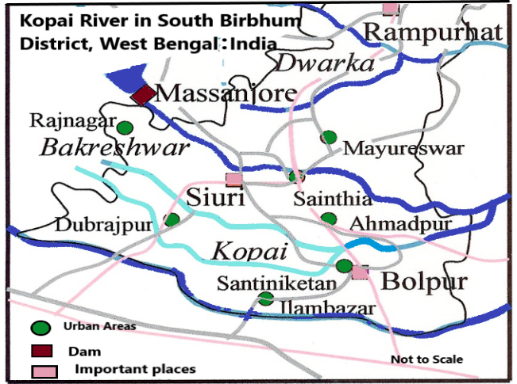 Kopai River in South Birbhum
District, West Bengal:India
Rampurhat
Dwarka
Massanjore
Rajnagar
Bakreshwar
Mayureswar
Siuri
Sainthia
Dubrajpur
Ahmadpur
Kopai
Santiniketan
Bolpur
Ilambazar
Urban Areas
Dam
Important places
Not to Scale